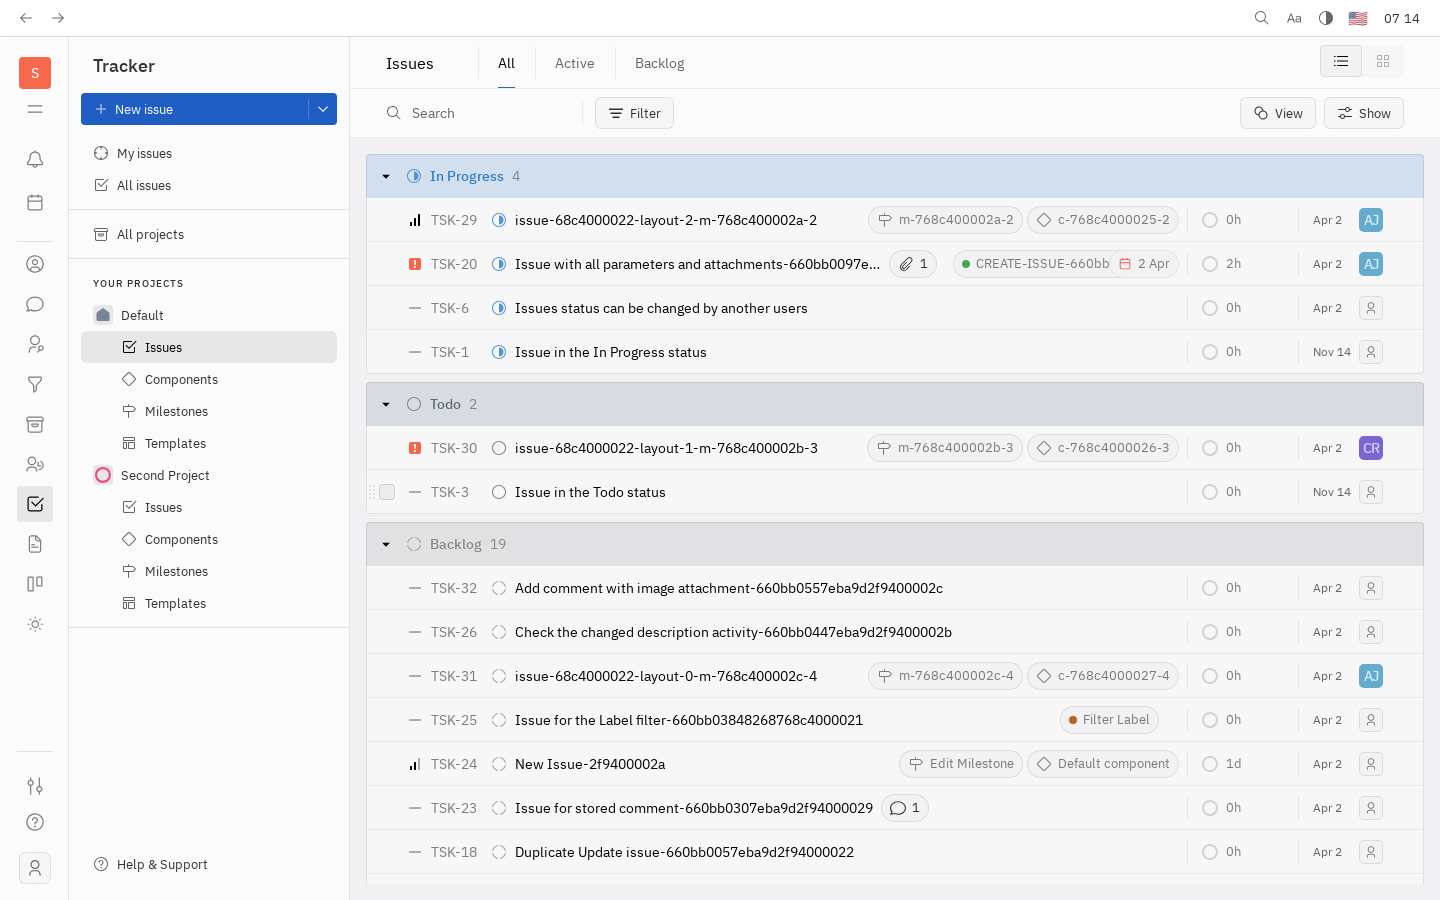 Aa 07 14
S
Tracker
New issue
My issues
All issues
All projects
YOUR PROJECTS
Default
Issues
Components
Milestones
Templates
Second Project
Issues
Components
Milestones
Templates
Help & Support
Issues All Active Backlog
Search Filter View Show
In Progress 4
TSK-29 issue-68c4000022-layout-2-m-768c400002a-2 m-768c400002a-2 c-768c4000025-2 0h Apr 2 AJ
TSK-20 Issue with all parameters and attachments-660bb0097e... 1 CREATE-ISSUE-660bb 2 Apr 2h Apr 2 AJ
TSK-6 Issues status can be changed by another users 0h Apr 2
TSK-1 Issue in the In Progress status 0h Nov 14
Todo 2
TSK-30 issue-68c4000022-layout-1-m-768c400002b-3 m-768c400002b-3 c-768c4000026-3 0h Apr 2 CR
TSK-3 Issue in the Todo status 0h Nov 14
Backlog 19
TSK-32 Add comment with image attachment-660bb0557eba9d2f9400002c 0h Apr 2
TSK-26 Check the changed description activity-660bb0447eba9d2f9400002b 0h Apr 2
TSK-31 issue-68c4000022-layout-0-m-768c400002c-4 m-768c400002c-4 c-768c4000027-4 0h Apr 2 AJ
TSK-25 Issue for the Label filter-660bb03848268768c4000021 Filter Label 0h Apr 2
TSK-24 New Issue-2f9400002a Edit Milestone Default component 1d Apr 2
TSK-23 Issue for stored comment-660bb0307eba9d2f94000029 1 0h Apr 2
TSK-18 Duplicate Update issue-660bb0057eba9d2f94000022 0h Apr 2